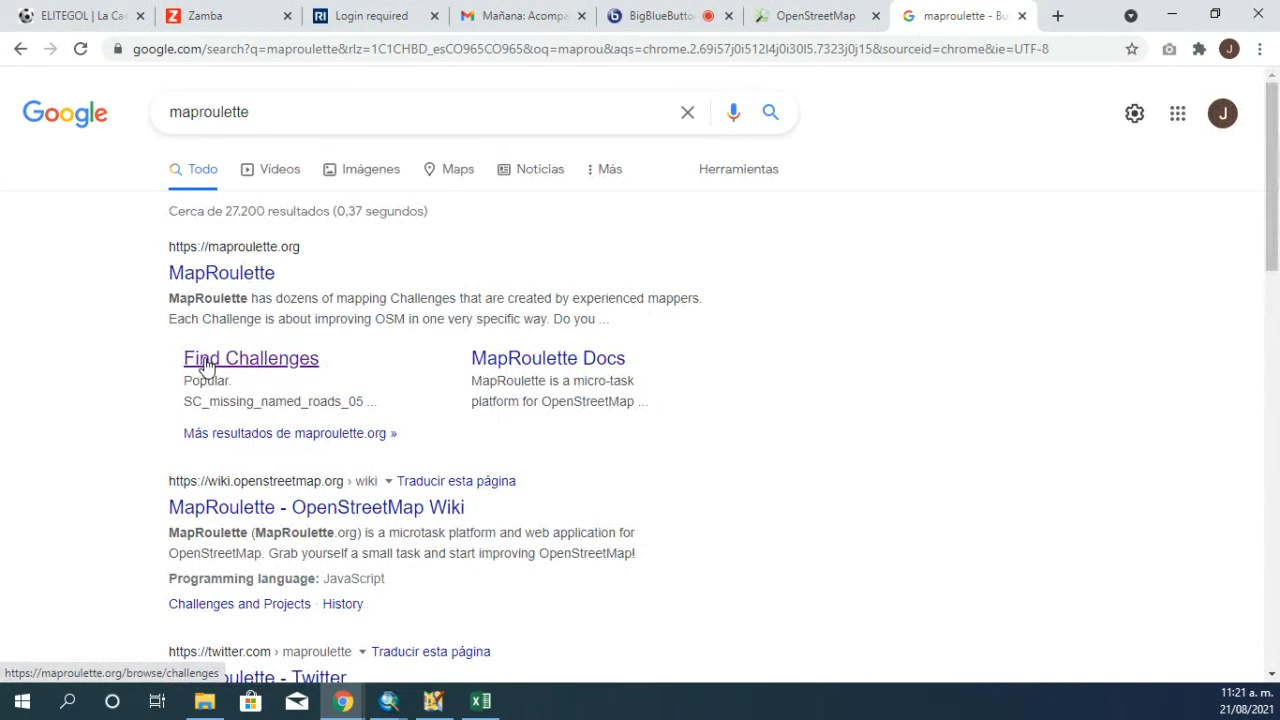 ELITEGOL | La Ca
Zamba
Login required
Mañana: Acompa
BigBlueButto
OpenStreetMap
maproulette - Bu
google.com/search?q=maproulette&rlz=1C1CHBD_esCO965CO965&oq=maprou&aqs=chrome.2.69i57j0i512l4j0i30l5.7323j0j15&sourceid=chrome&ie=UTF-8
J
Google
maproulette
J
Todo
Vídeos
Imágenes
Maps
Noticias
Más
Herramientas
Cerca de 27.200 resultados (0,37 segundos)
https://maproulette.org
MapRoulette
MapRoulette has dozens of mapping Challenges that are created by experienced mappers.
Each Challenge is about improving OSM in one very specific way. Do you ...
Find Challenges
Popular.
SC_missing_named_roads_05 ...
MapRoulette Docs
MapRoulette is a micro-task
platform for OpenStreetMap ...
Más resultados de maproulette.org »
https://wiki.openstreetmap.org › wiki
Traducir esta página
MapRoulette - OpenStreetMap Wiki
MapRoulette (MapRoulette.org) is a microtask platform and web application for
OpenStreetMap. Grab yourself a small task and start improving OpenStreetMap!
Programming language: JavaScript
Challenges and Projects · History
https://twitter.com › maproulette
Traducir esta página
oulette - Twitter
https://maproulette.org/browse/challenges
11:21 a. m.
21/08/2021